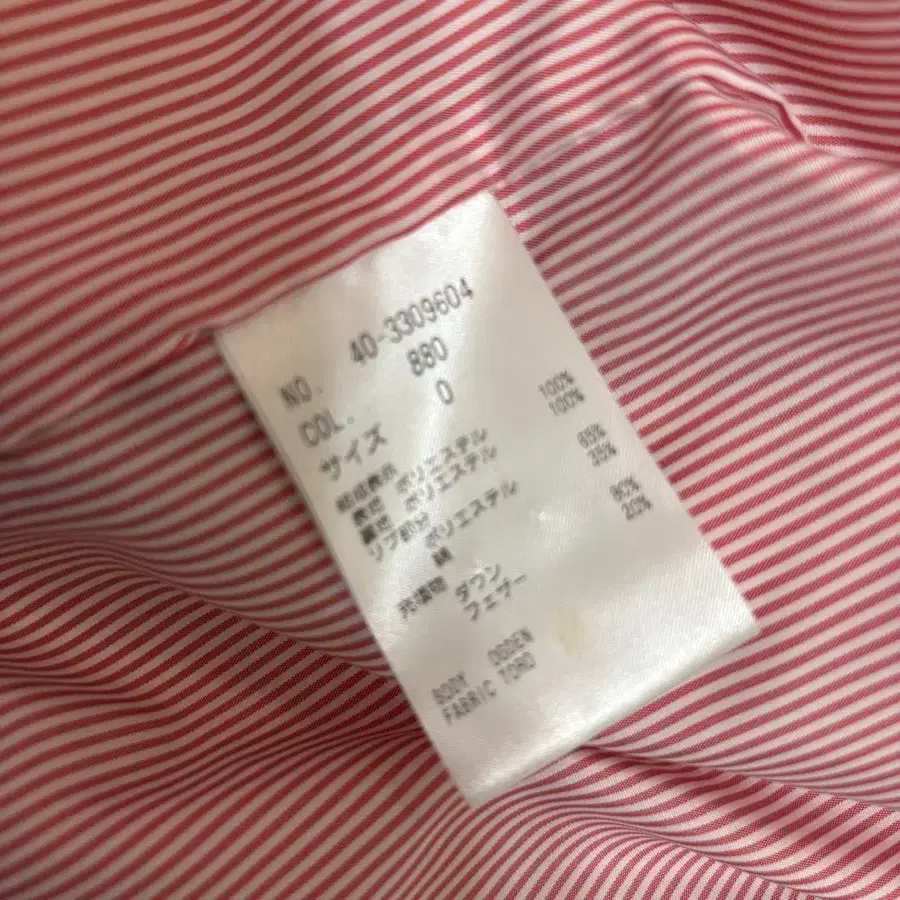 NO. 40-3309604
COL. 880
サイズ 0
組成表示
表地 ポリエステル 100%
裏地 ポリエステル 100%
リブ部分
ポリエステル 65%
綿 35%
充填物 ダウン 80%
フェザー 20%
BODY OGDEN
FABRIC TORO